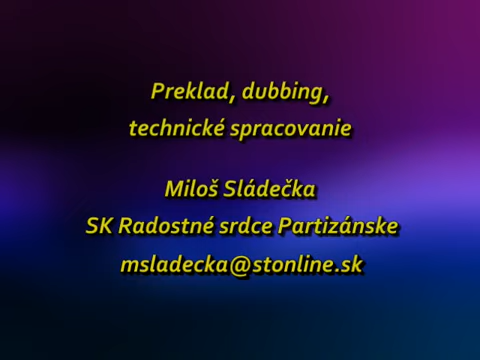 Preklad, dubbing,
technické spracovanie
Miloš Sládečka
SK Radostné srdce Partizánske
msladecka@stonline.sk